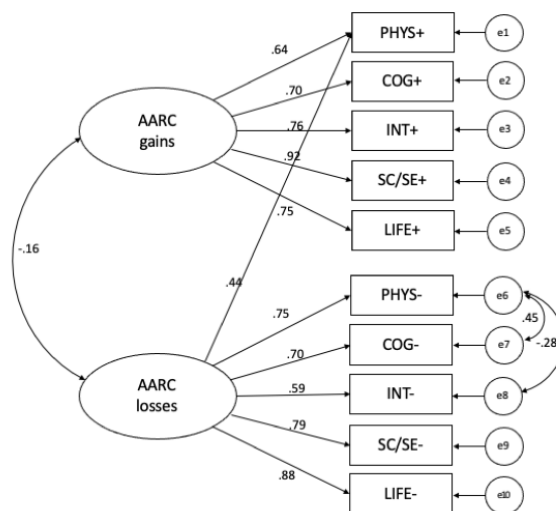 PHYS+
e1
.64
COG+
e2
.70
AARC
gains
INT+
e3
.76
.92
SC/SE+
e4
.75
LIFE+
e5
-.16
.44
PHYS-
e6
.75
.45
COG-
e7
-.28
.70
AARC
losses
INT-
e8
.59
.79
SC/SE-
e9
.88
LIFE-
e10